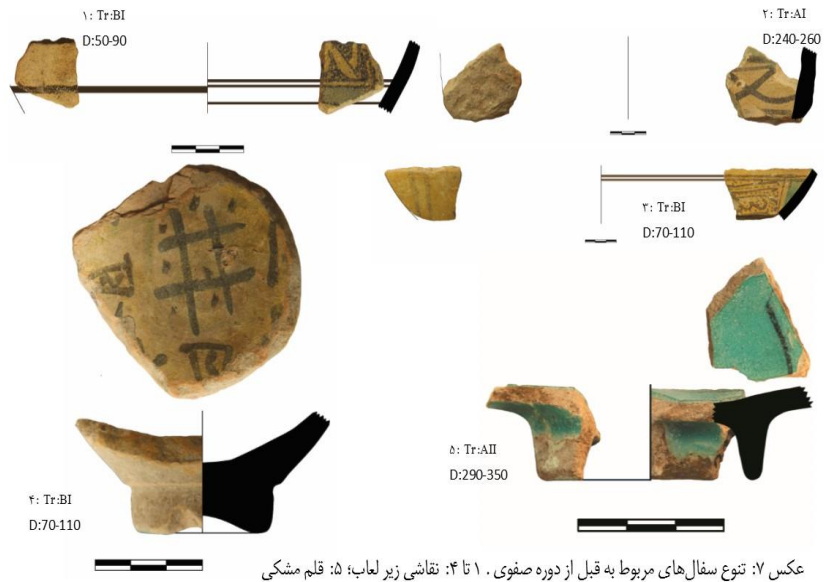 ۱: Tr:BI
D:50-90
۲: Tr:AI
D:240-260
۳: Tr:BI
D:70-110
۴: Tr:BI
D:70-110
۵: Tr:AII
D:290-350
عکس ۷: تنوع سفال‌های مربوط به قبل از دوره صفوی. ۱ تا ۴: نقاشی زیر لعاب؛ ۵: قلم مشکی